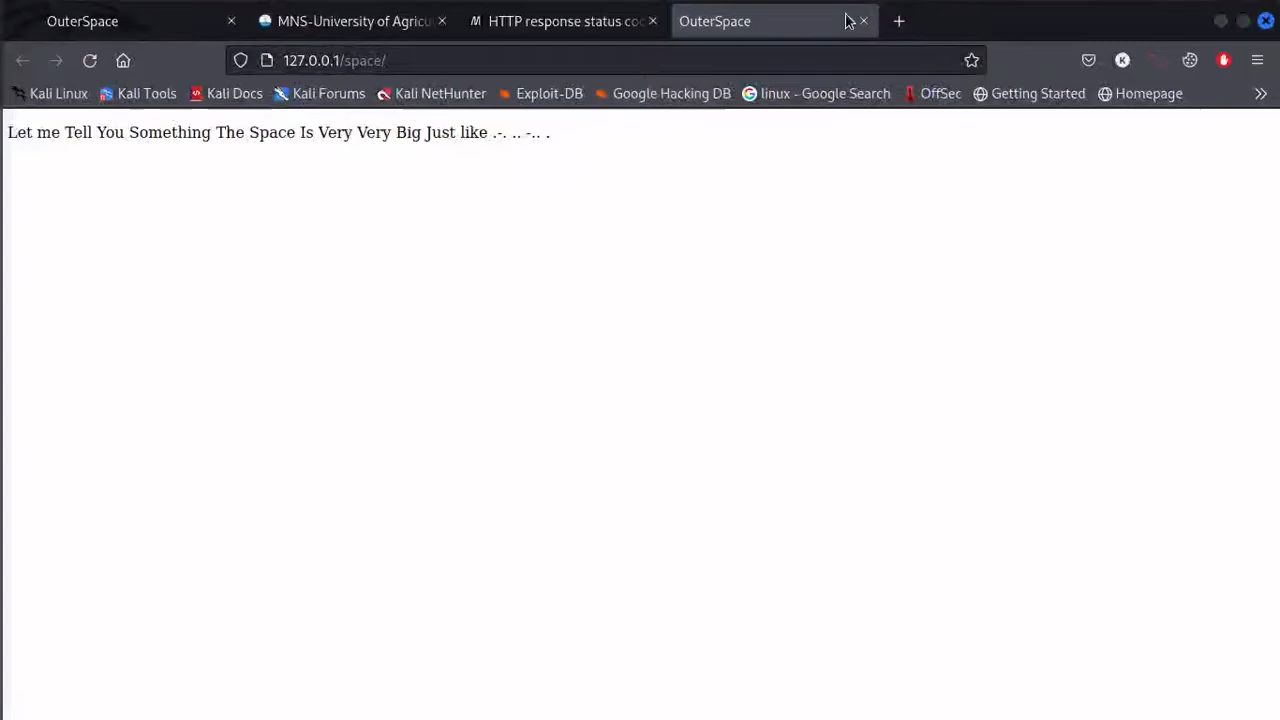 OuterSpace
MNS-University of Agricu
HTTP response status co
OuterSpace
127.0.0.1/space/
Kali Linux
Kali Tools
Kali Docs
Kali Forums
Kali NetHunter
Exploit-DB
Google Hacking DB
linux - Google Search
OffSec
Getting Started
Homepage
Let me Tell You Something The Space Is Very Very Big Just like .-. .. -.. .